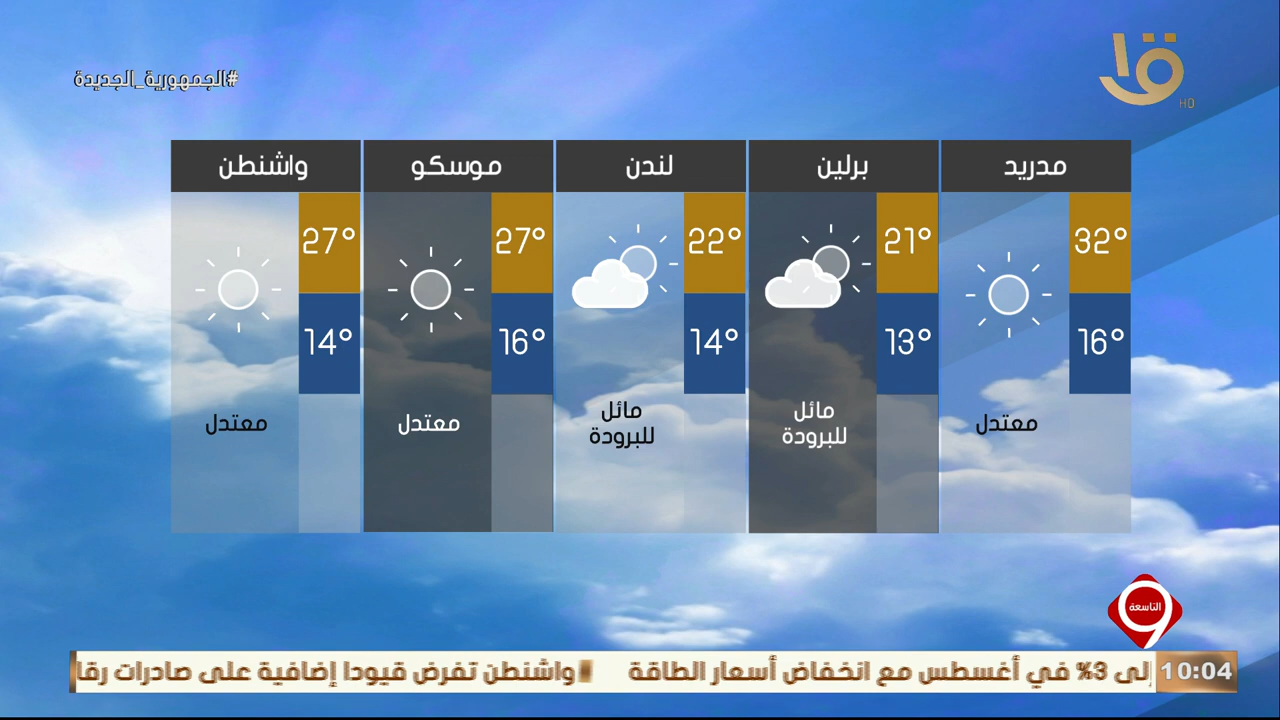 #الجمهورية_الجديدة
HD
مدريد
32°
16°
معتدل
برلين
21°
13°
مائل
للبرودة
لندن
22°
14°
مائل
للبرودة
موسكو
27°
16°
معتدل
واشنطن
27°
14°
معتدل
التاسعة
9
10:04
إلى 3% في أغسطس مع انخفاض أسعار الطاقة واشنطن تفرض قيودا إضافية على صادرات